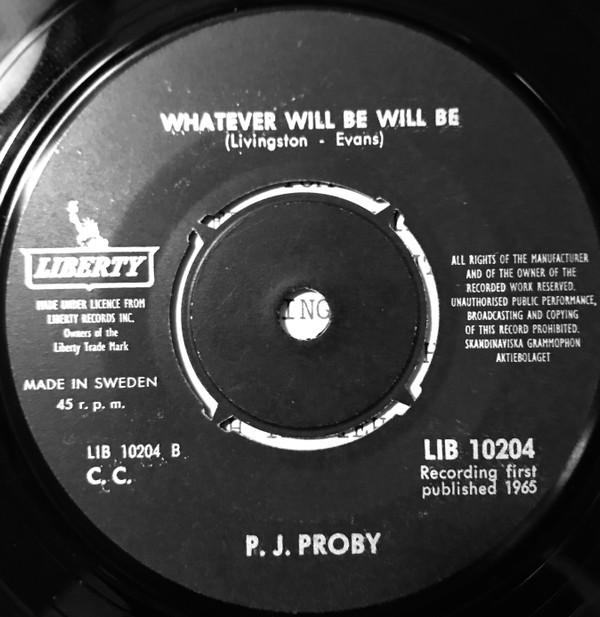 WHATEVER WILL BE WILL BE
(Livingston - Evans)
LIBERTY
MADE UNDER LICENCE FROM
LIBERTY RECORDS INC.
Owners of the
Liberty Trade Mark
MADE IN SWEDEN
45 r. p. m.
LIB 10204 B
C. C.
ING
ALL RIGHTS OF THE MANUFACTURER
AND OF THE OWNER OF THE
RECORDED WORK RESERVED.
UNAUTHORISED PUBLIC PERFORMANCE,
BROADCASTING AND COPYING
OF THIS RECORD PROHIBITED.
SKANDINAVISKA GRAMMOPHON
AKTIEBOLAGET
LIB 10204
Recording first
published 1965
P. J. PROBY